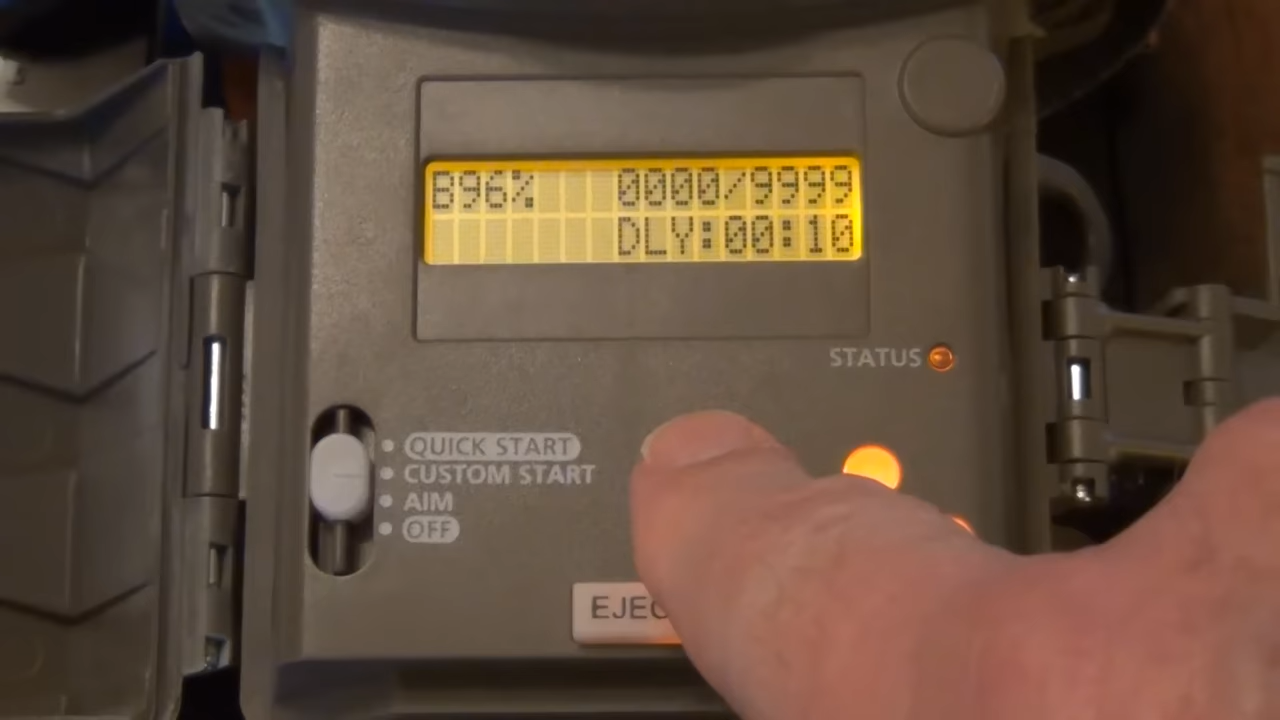 B96% 0000/9999
DLY:00:10
STATUS
QUICK START
CUSTOM START
AIM
OFF